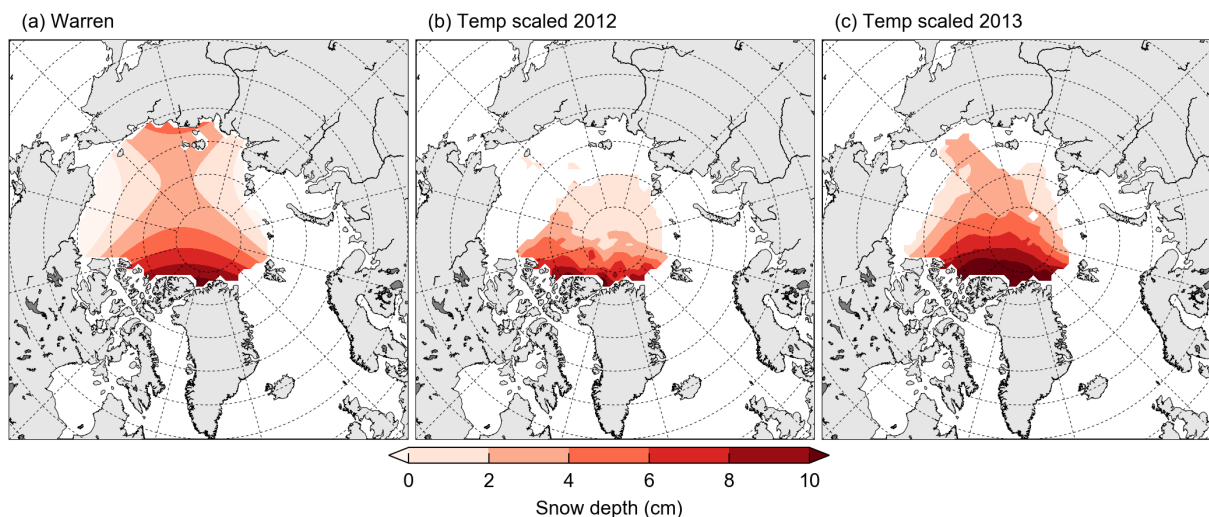 (a) Warren
(b) Temp scaled 2012
(c) Temp scaled 2013
0 2 4 6 8 10
Snow depth (cm)